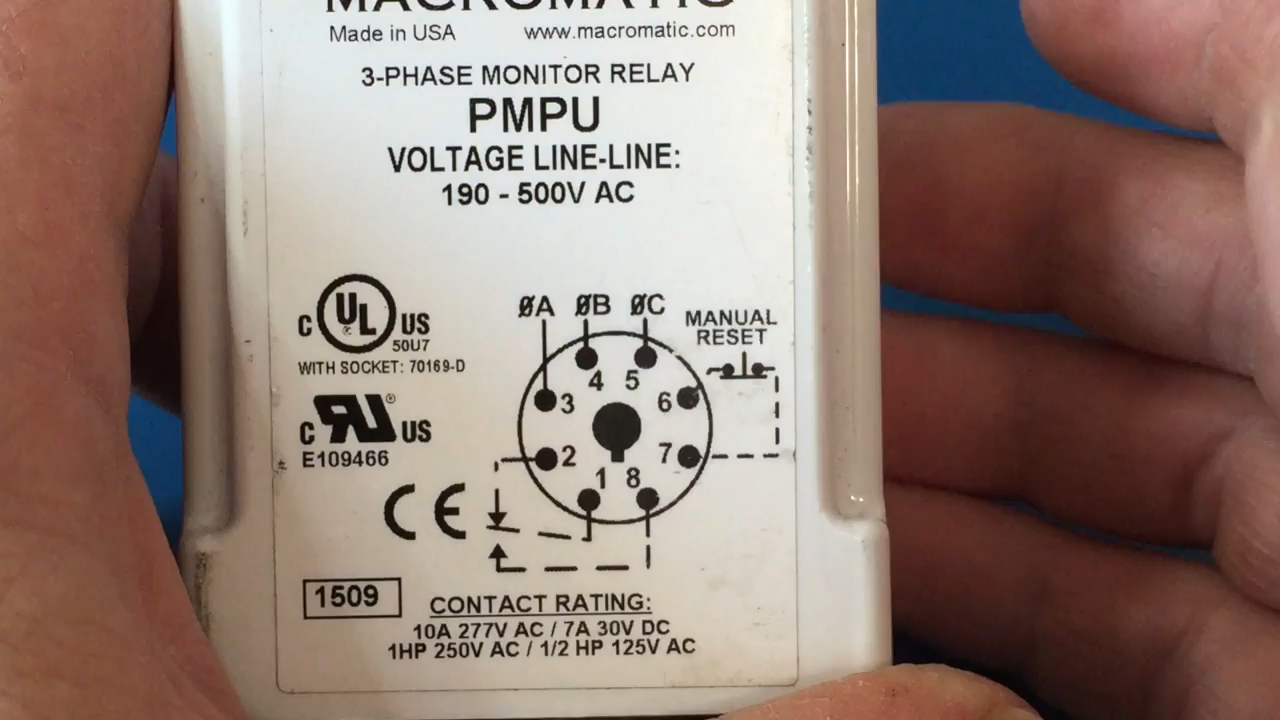 MACROMATIC
Made in USA www.macromatic.com
3-PHASE MONITOR RELAY
PMPU
VOLTAGE LINE-LINE:
190 - 500V AC
C UL US
50U7
WITH SOCKET: 70169-D
C RU® US
E109466
CE
ØA ØB ØC
MANUAL
RESET
4 5
3 6
2 7
1 8
1509
CONTACT RATING:
10A 277V AC / 7A 30V DC
1HP 250V AC / 1/2 HP 125V AC